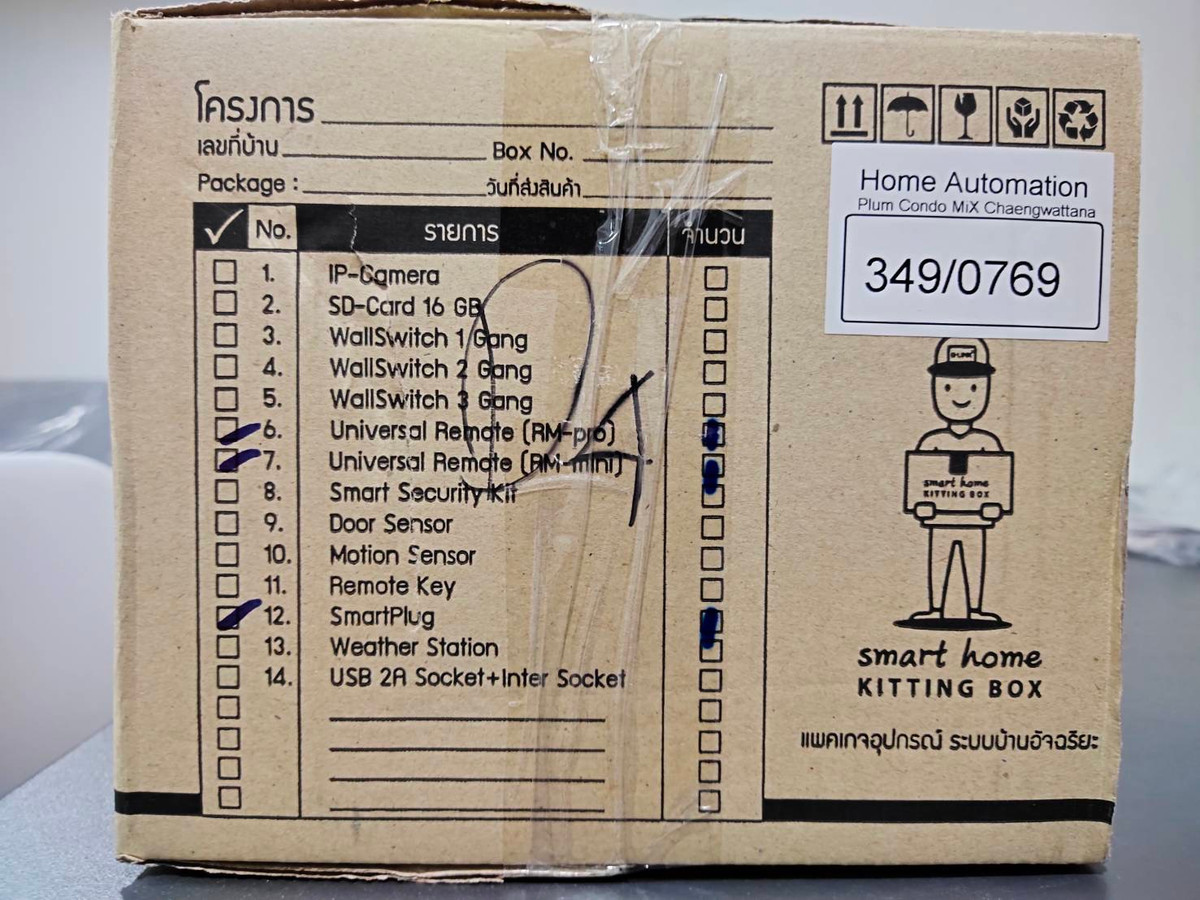 โครงการ
เลขที่บ้าน Box No.
Package : วันที่ส่งสินค้า
No. รายการ จำนวน
1. IP-Camera
2. SD-Card 16 GB
3. WallSwitch 1 Gang
4. WallSwitch 2 Gang
5. WallSwitch 3 Gang
6. Universal Remote (RM-pro)
7. Universal Remote (RM-mini)
8. Smart Security Kit
9. Door Sensor
10. Motion Sensor
11. Remote Key
12. SmartPlug
13. Weather Station
14. USB 2A Socket+Inter Socket
Home Automation
Plum Condo MiX Chaengwattana
349/0769
smart home
KITTING BOX
smart home
KITTING BOX
แพคเกจอุปกรณ์ ระบบบ้านอัจฉริยะ